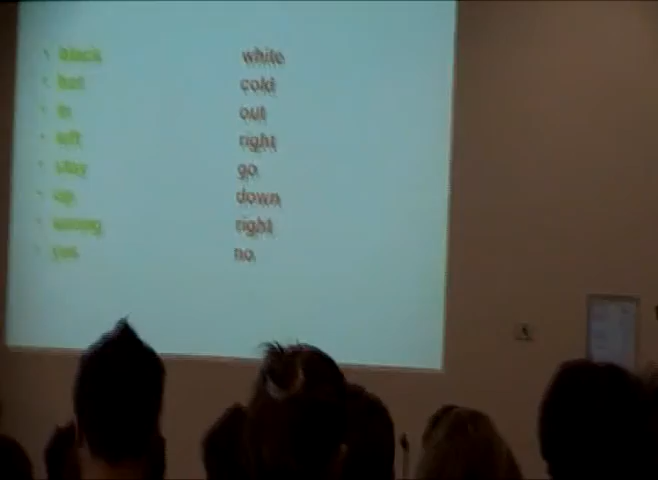 black white
hot cold
in out
left right
stay go
up down
wrong right
yes no